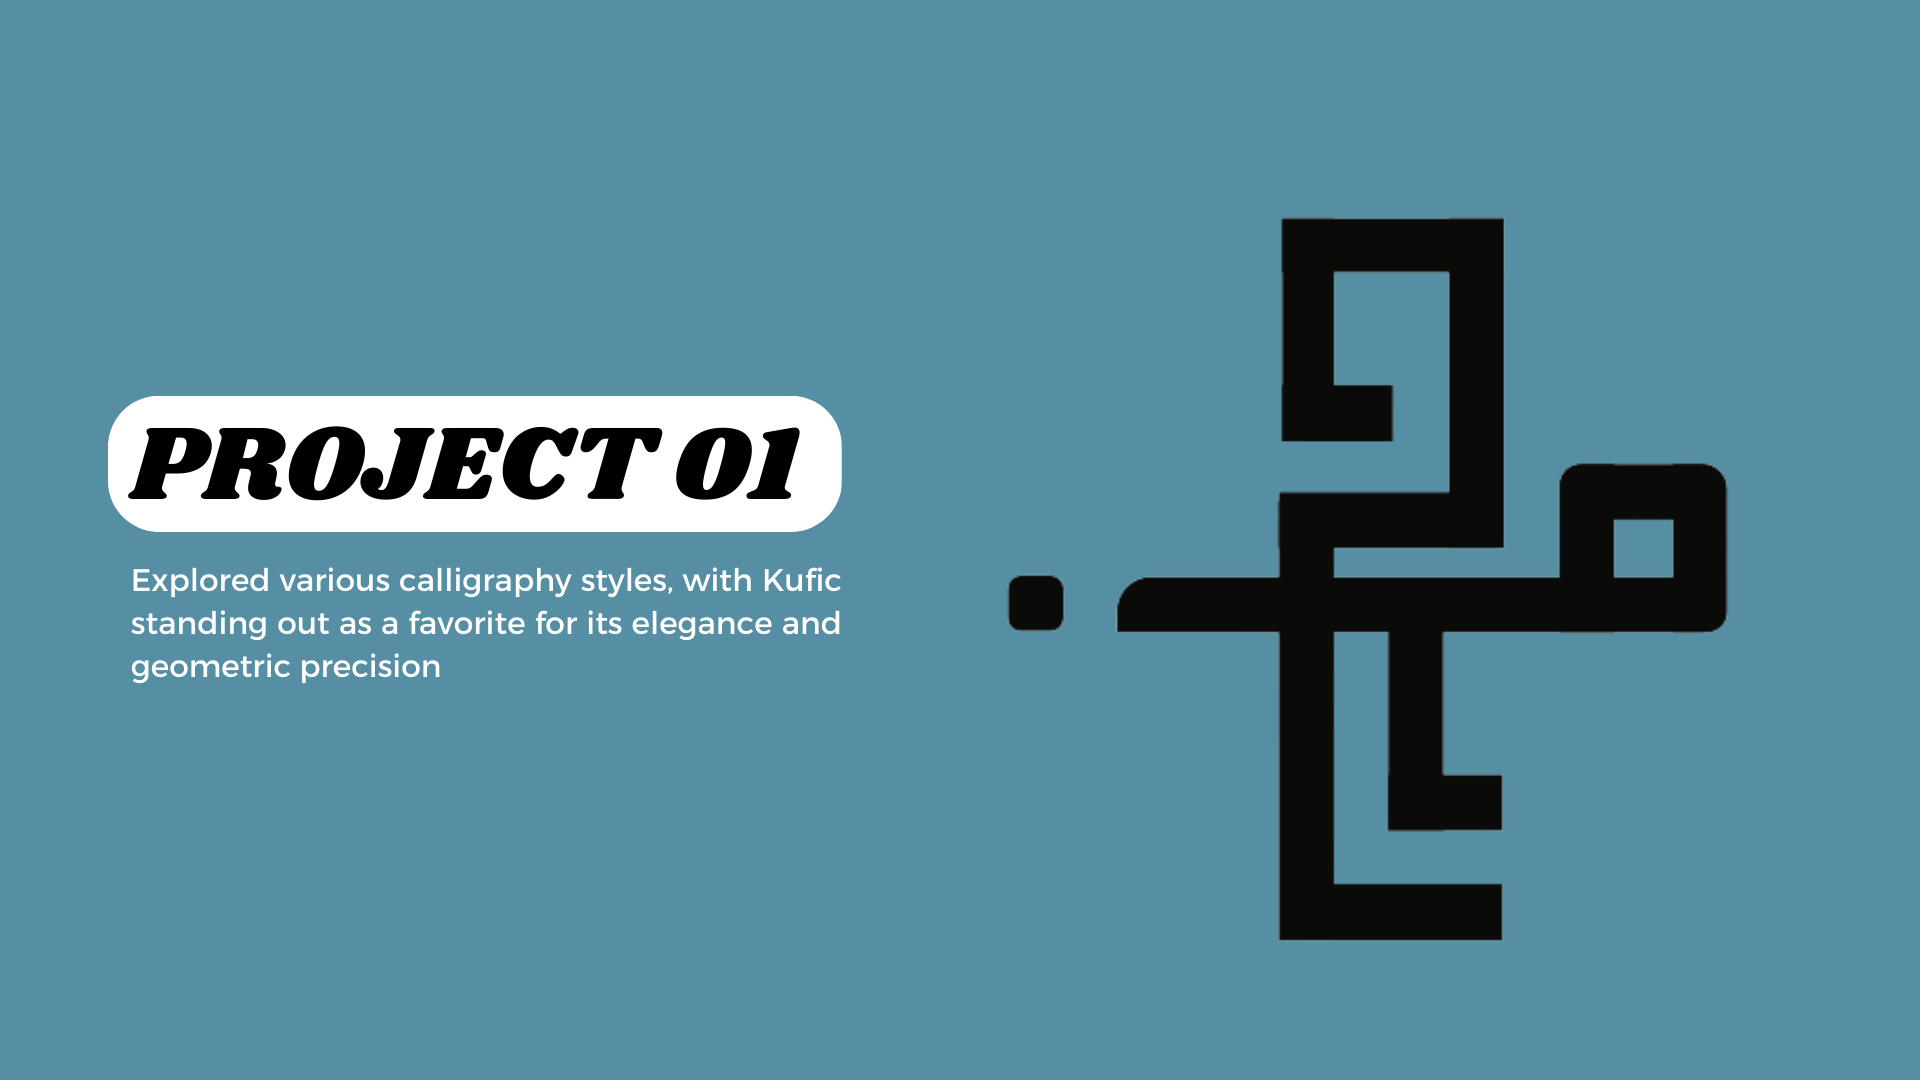 PROJECT 01
Explored various calligraphy styles, with Kufic
standing out as a favorite for its elegance and
geometric precision